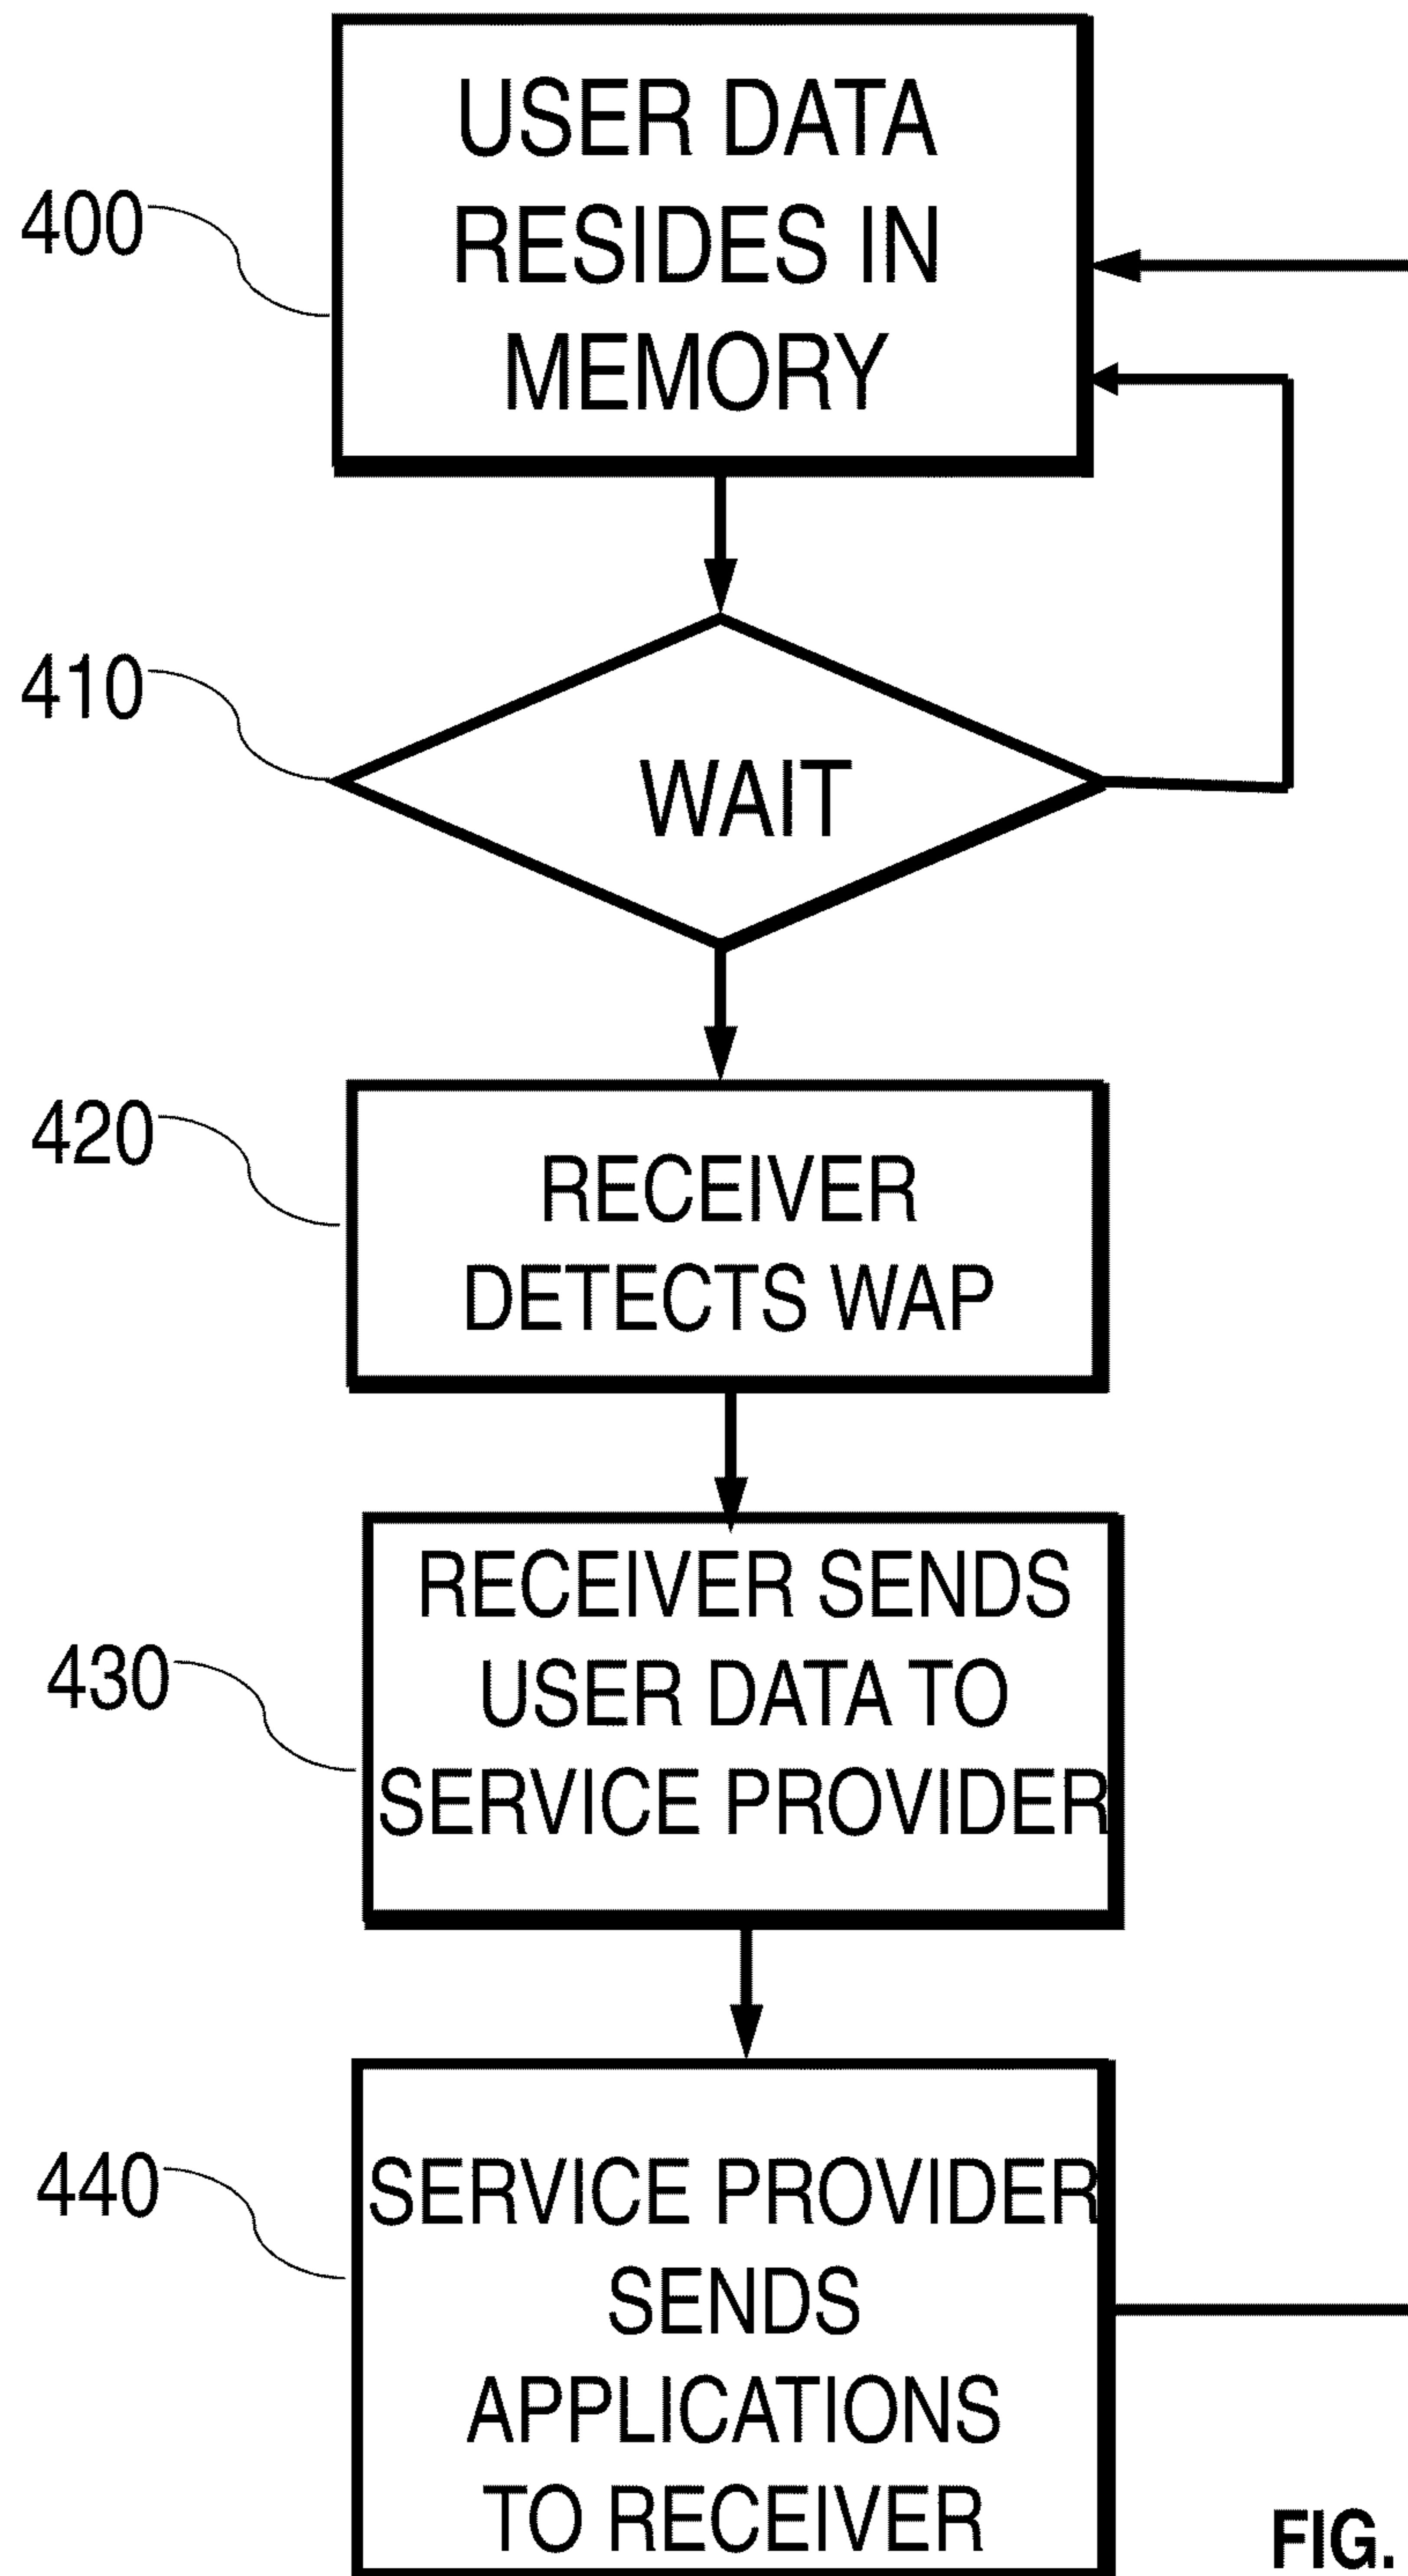 USER DATA
RESIDES IN
MEMORY
400
410
WAIT
420
RECEIVER
DETECTS WAP
RECEIVER SENDS
USER DATA TO
SERVICE PROVIDER
430
440
SERVICE PROVIDER
SENDS
APPLICATIONS
TO RECEIVER
FIG.